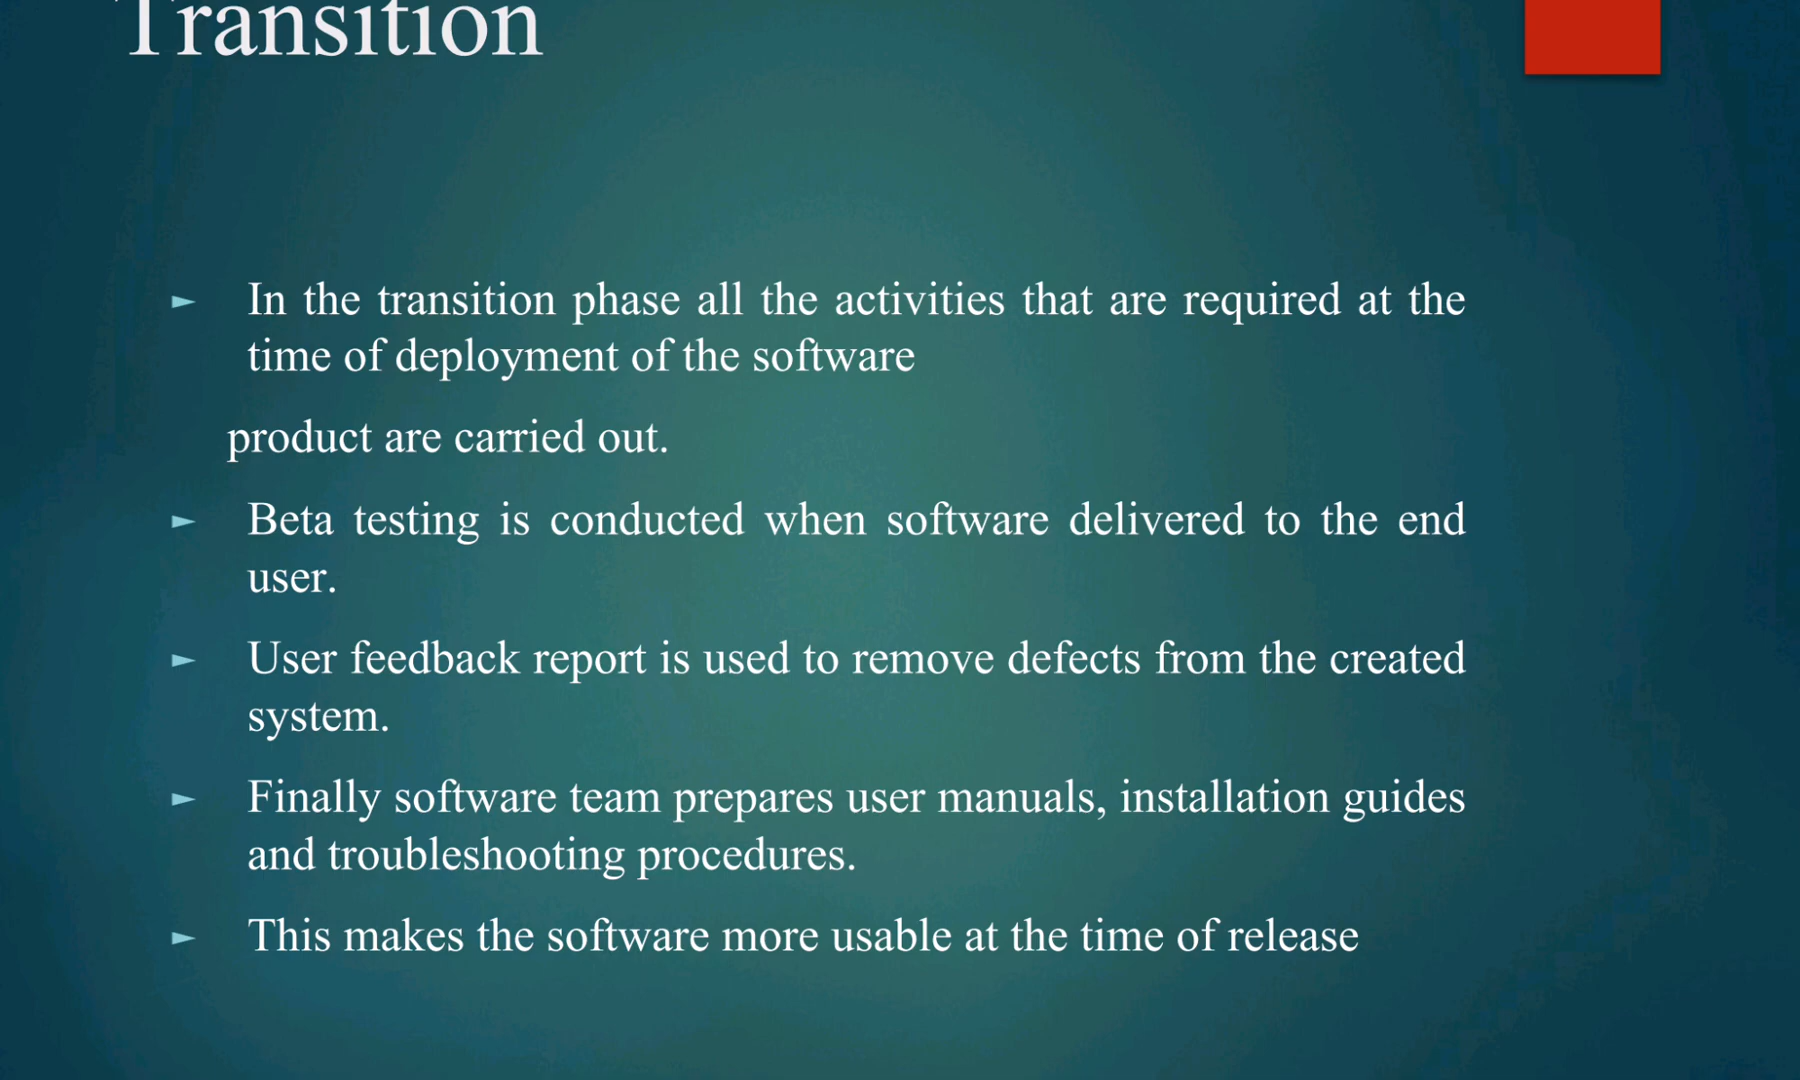 Transition
In the transition phase all the activities that are required at the
time of deployment of the software
product are carried out.
Beta testing is conducted when software delivered to the end
user.
User feedback report is used to remove defects from the created
system.
Finally software team prepares user manuals, installation guides
and troubleshooting procedures.
This makes the software more usable at the time of release